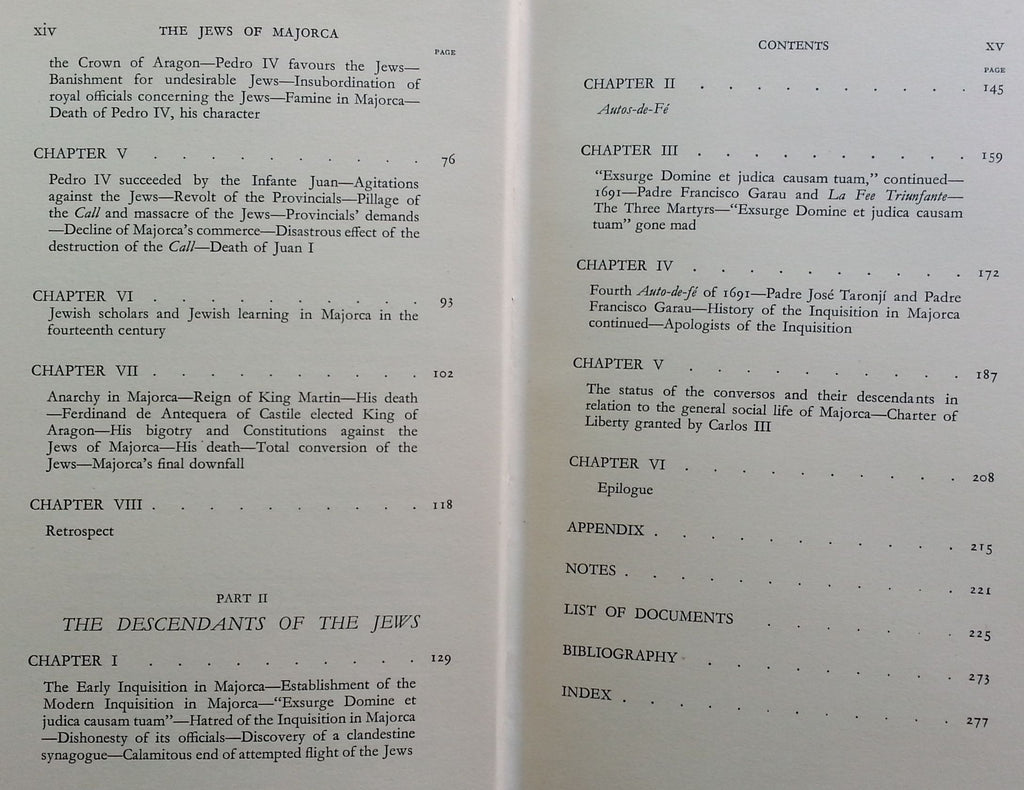 xiv THE JEWS OF MAJORCA
PAGE
the Crown of Aragon—Pedro IV favours the Jews—
Banishment for undesirable Jews—Insubordination of
royal officials concerning the Jews—Famine in Majorca—
Death of Pedro IV, his character
CHAPTER V . . . . . . . . . . 76
Pedro IV succeeded by the Infante Juan—Agitations
against the Jews—Revolt of the Provincials—Pillage of
the Call and massacre of the Jews—Provincials' demands
—Decline of Majorca's commerce—Disastrous effect of the
destruction of the Call—Death of Juan I
CHAPTER VI . . . . . . . . . . 93
Jewish scholars and Jewish learning in Majorca in the
fourteenth century
CHAPTER VII . . . . . . . . . . 102
Anarchy in Majorca—Reign of King Martin—His death
—Ferdinand de Antequera of Castile elected King of
Aragon—His bigotry and Constitutions against the
Jews of Majorca—His death—Total conversion of the
Jews—Majorca's final downfall
CHAPTER VIII . . . . . . . . . . 118
Retrospect
PART II
THE DESCENDANTS OF THE JEWS
CHAPTER I . . . . . . . . . . 129
The Early Inquisition in Majorca—Establishment of the
Modern Inquisition in Majorca—"Exsurge Domine et
judica causam tuam"—Hatred of the Inquisition in Majorca
—Dishonesty of its officials—Discovery of a clandestine
synagogue—Calamitous end of attempted flight of the Jews
CONTENTS xv
PAGE
CHAPTER II . . . . . . . . . . 145
Autos-de-Fé
CHAPTER III . . . . . . . . . . 159
"Exsurge Domine et judica causam tuam," continued—
1691—Padre Francisco Garau and La Fee Triunfante—
The Three Martyrs—"Exsurge Domine et judica causam
tuam" gone mad
CHAPTER IV . . . . . . . . . . 172
Fourth Auto-de-fé of 1691—Padre José Taronjí and Padre
Francisco Garau—History of the Inquisition in Majorca
continued—Apologists of the Inquisition
CHAPTER V . . . . . . . . . . 187
The status of the conversos and their descendants in
relation to the general social life of Majorca—Charter of
Liberty granted by Carlos III
CHAPTER VI . . . . . . . . . . 208
Epilogue
APPENDIX . . . . . . . . . . . 215
NOTES . . . . . . . . . . . . 221
LIST OF DOCUMENTS . . . . . . . . 225
BIBLIOGRAPHY . . . . . . . . . . 273
INDEX . . . . . . . . . . . . 277